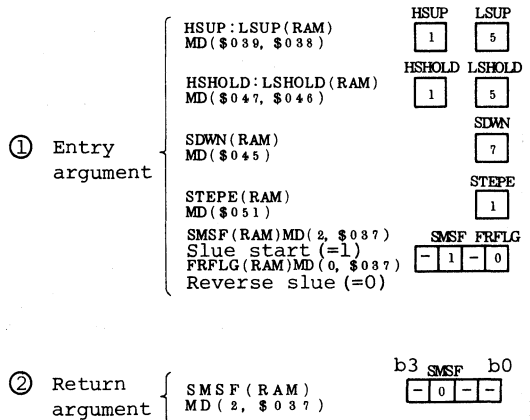 HSUP LSUP
HSUP:LSUP(RAM) 1 5
MD($039, $038)
HSHOLD LSHOLD
HSHOLD:LSHOLD(RAM) 1 5
MD($047, $046)
SDWN
① Entry argument
SDWN(RAM) 7
MD($045)
STEPE
STEPE(RAM) 1
MD($051)
SMSF(RAM)MD(2, $037) SMSF FRFLG
Slue start(=1) - 1 - 0
FRFLG(RAM)MD(0, $037)
Reverse slue(=0)
b3 SMSF b0
② Return argument
SMSF(RAM) - 0 - -
MD(2, $037)